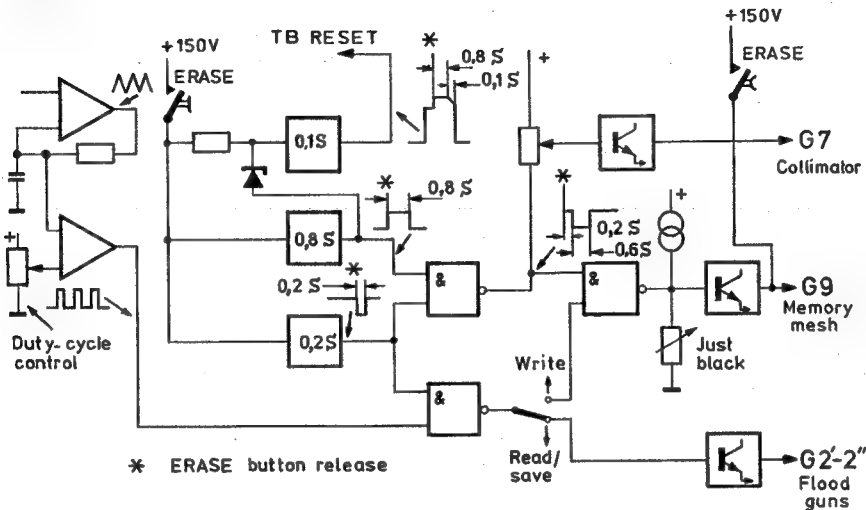 +150V
ERASE
TB RESET
*
0,8 S
0,1S
+
+150V
ERASE
0,1S
G7
Collimator
*
0,8 S
*
0,2 S
0,6S
+
+
0,8 S
&
&
G9
Memory
mesh
0,2 S
*
0,2S
Duty-cycle
control
Just
black
Write
&
Read/
save
G2'-2"
Flood
guns
* ERASE button release